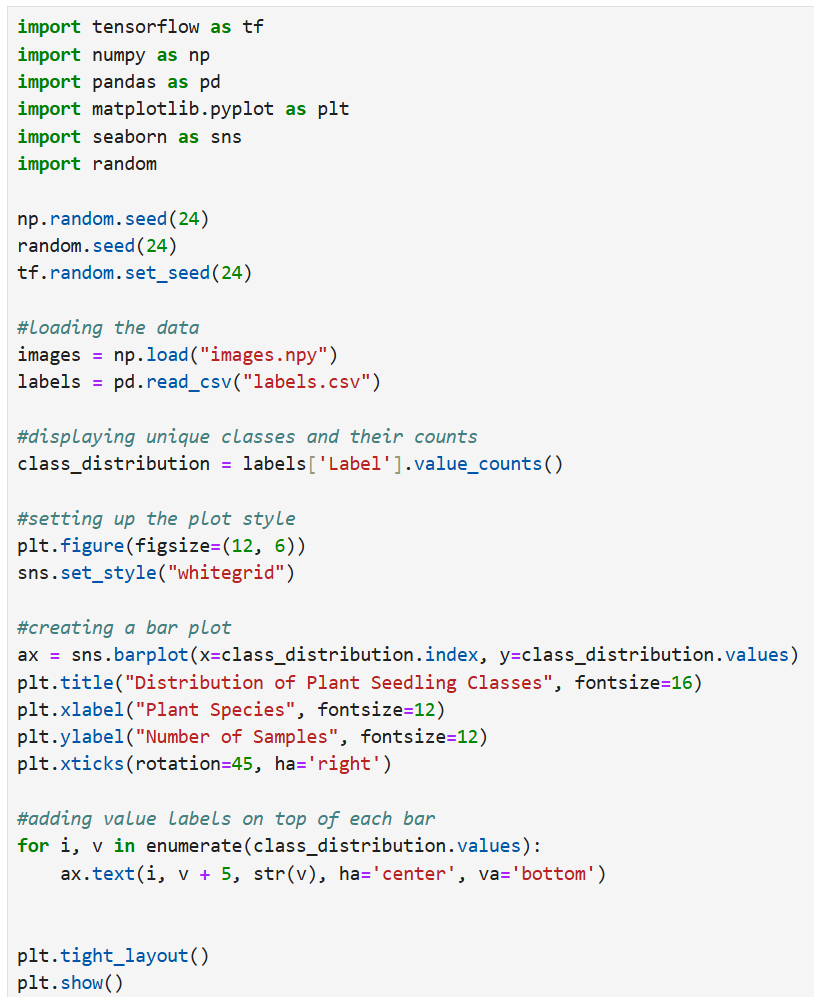 import tensorflow as tf
import numpy as np
import pandas as pd
import matplotlib.pyplot as plt
import seaborn as sns
import random

np.random.seed(24)
random.seed(24)
tf.random.set_seed(24)

#loading the data
images = np.load("images.npy")
labels = pd.read_csv("labels.csv")

#displaying unique classes and their counts
class_distribution = labels['Label'].value_counts()

#setting up the plot style
plt.figure(figsize=(12, 6))
sns.set_style("whitegrid")

#creating a bar plot
ax = sns.barplot(x=class_distribution.index, y=class_distribution.values)
plt.title("Distribution of Plant Seedling Classes", fontsize=16)
plt.xlabel("Plant Species", fontsize=12)
plt.ylabel("Number of Samples", fontsize=12)
plt.xticks(rotation=45, ha='right')

#adding value labels on top of each bar
for i, v in enumerate(class_distribution.values):
    ax.text(i, v + 5, str(v), ha='center', va='bottom')


plt.tight_layout()
plt.show()